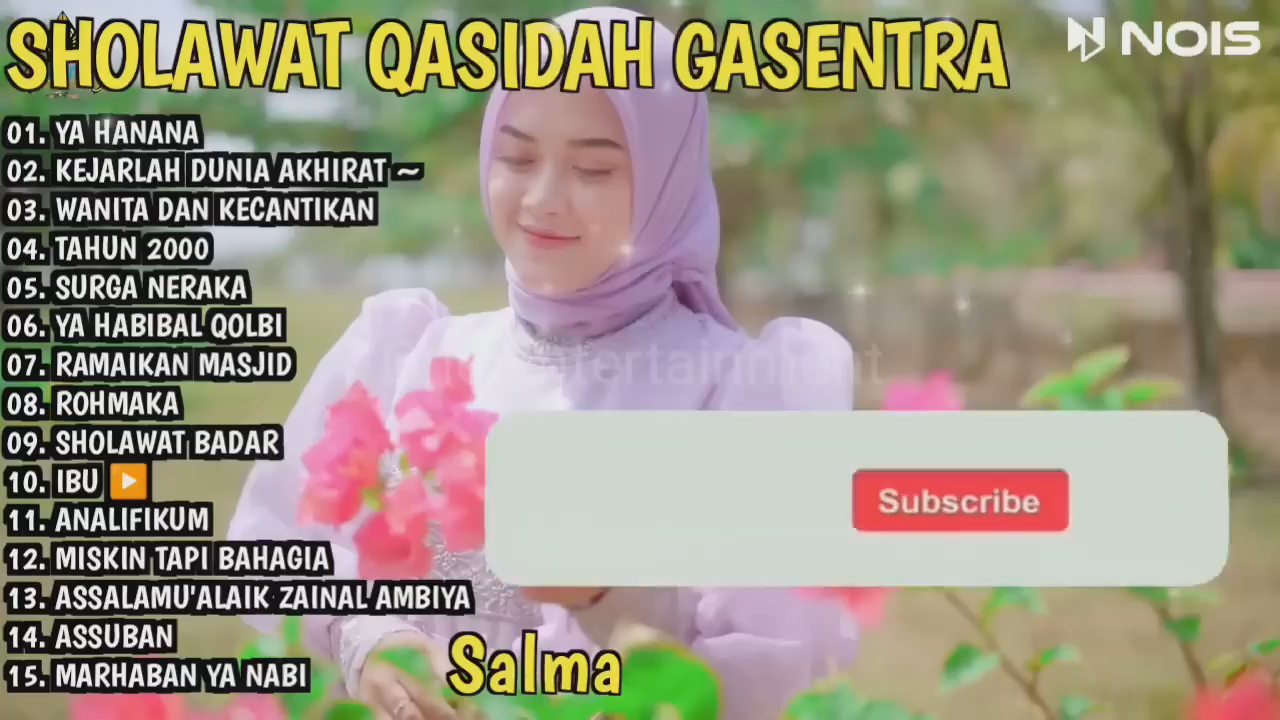 SHOLAWAT QASIDAH GASENTRA
NOIS
01. YA HANANA
02. KEJARLAH DUNIA AKHIRAT ~
03. WANITA DAN KECANTIKAN
04. TAHUN 2000
05. SURGA NERAKA
06. YA HABIBAL QOLBI
07. RAMAIKAN MASJID
08. ROHMAKA
09. SHOLAWAT BADAR
10. IBU
11. ANALIFIKUM
12. MISKIN TAPI BAHAGIA
13. ASSALAMU'ALAIK ZAINAL AMBIYA
14. ASSUBAN
15. MARHABAN YA NABI
entertainment
Subscribe
Salma